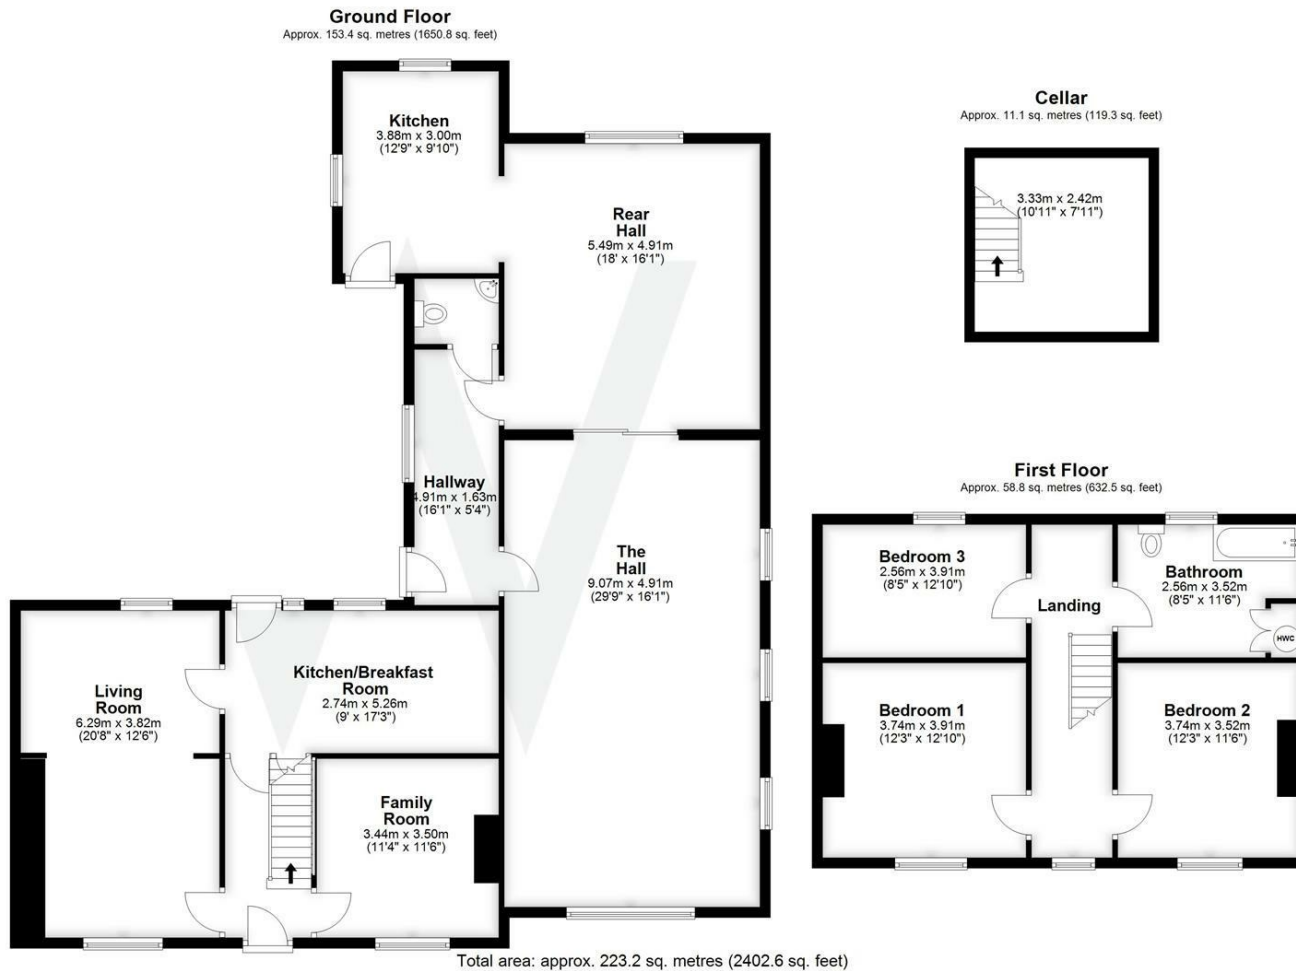 Ground Floor
Approx. 153.4 sq. metres (1650.8 sq. feet)
Kitchen
3.88m x 3.00m
(12'9" x 9'10")
Rear
Hall
5.49m x 4.91m
(18' x 16'1")
Hallway
4.91m x 1.63m
(16'1" x 5'4")
The
Hall
9.07m x 4.91m
(29'9" x 16'1")
Living
Room
6.29m x 3.82m
(20'8" x 12'6")
Kitchen/Breakfast
Room
2.74m x 5.26m
(9' x 17'3")
Family
Room
3.44m x 3.50m
(11'4" x 11'6")
Cellar
Approx. 11.1 sq. metres (119.3 sq. feet)
3.33m x 2.42m
(10'11" x 7'11")
First Floor
Approx. 58.8 sq. metres (632.5 sq. feet)
Bedroom 3
2.56m x 3.91m
(8'5" x 12'10")
Landing
Bathroom
2.56m x 3.52m
(8'5" x 11'6")
HWC
Bedroom 1
3.74m x 3.91m
(12'3" x 12'10")
Bedroom 2
3.74m x 3.52m
(12'3" x 11'6")
Total area: approx. 223.2 sq. metres (2402.6 sq. feet)